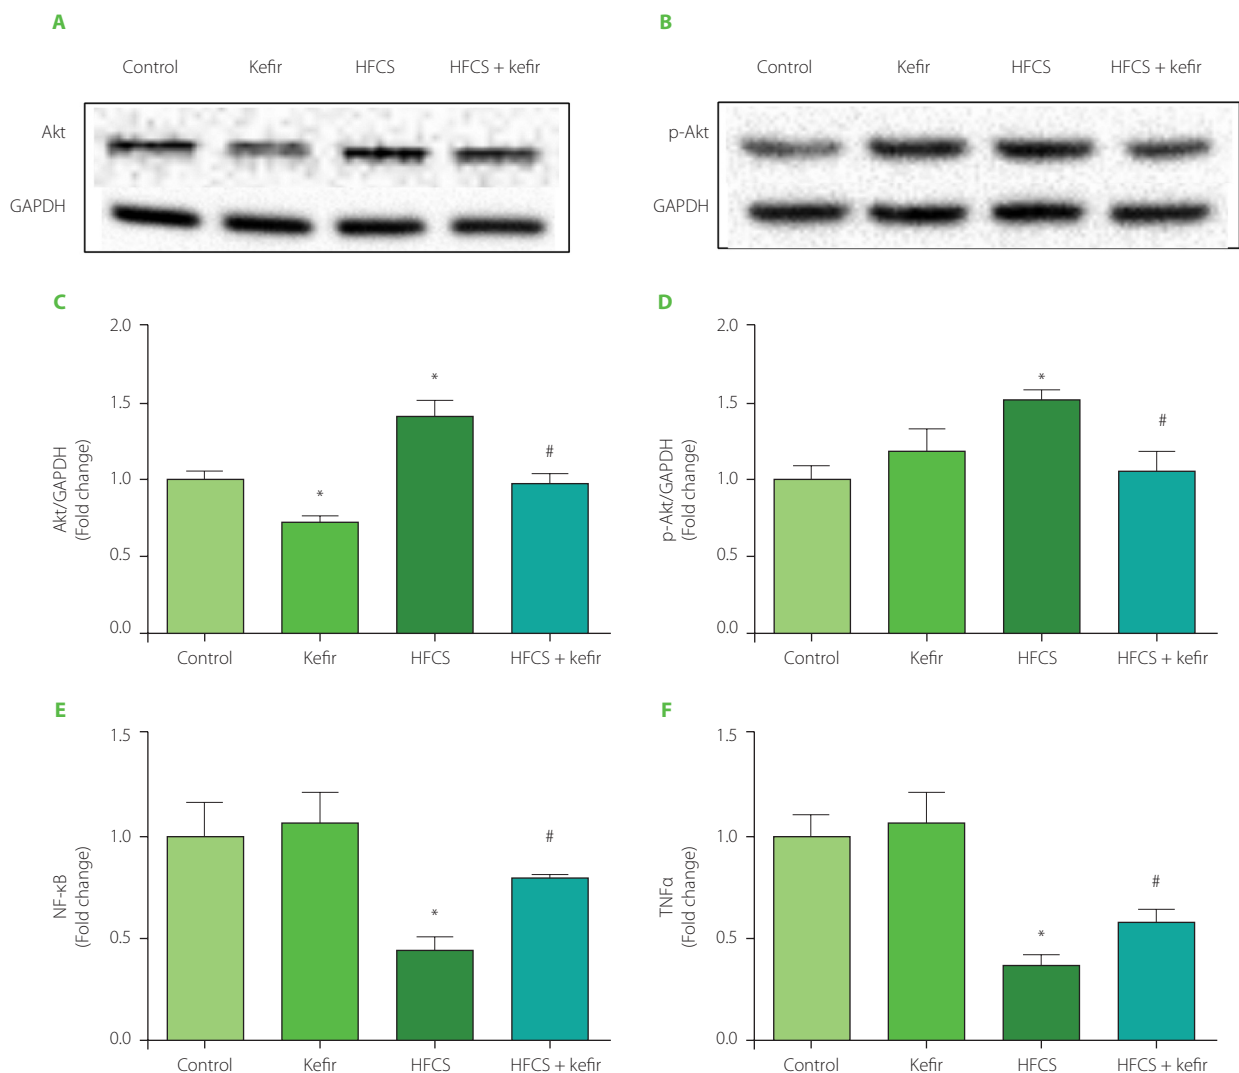 A
Control Kefir HFCS HFCS + kefir
Akt
GAPDH
B
Control Kefir HFCS HFCS + kefir
p-Akt
GAPDH
C
Akt/GAPDH
(Fold change)
2.0
1.5
1.0
0.5
0.0
*
*
#
Control Kefir HFCS HFCS + kefir
D
p-Akt/GAPDH
(Fold change)
2.0
1.5
1.0
0.5
0.0
*
#
Control Kefir HFCS HFCS + kefir
E
NF-κB
(Fold change)
1.5
1.0
0.5
0.0
*
#
Control Kefir HFCS HFCS + kefir
F
TNFα
(Fold change)
1.5
1.0
0.5
0.0
*
#
Control Kefir HFCS HFCS + kefir